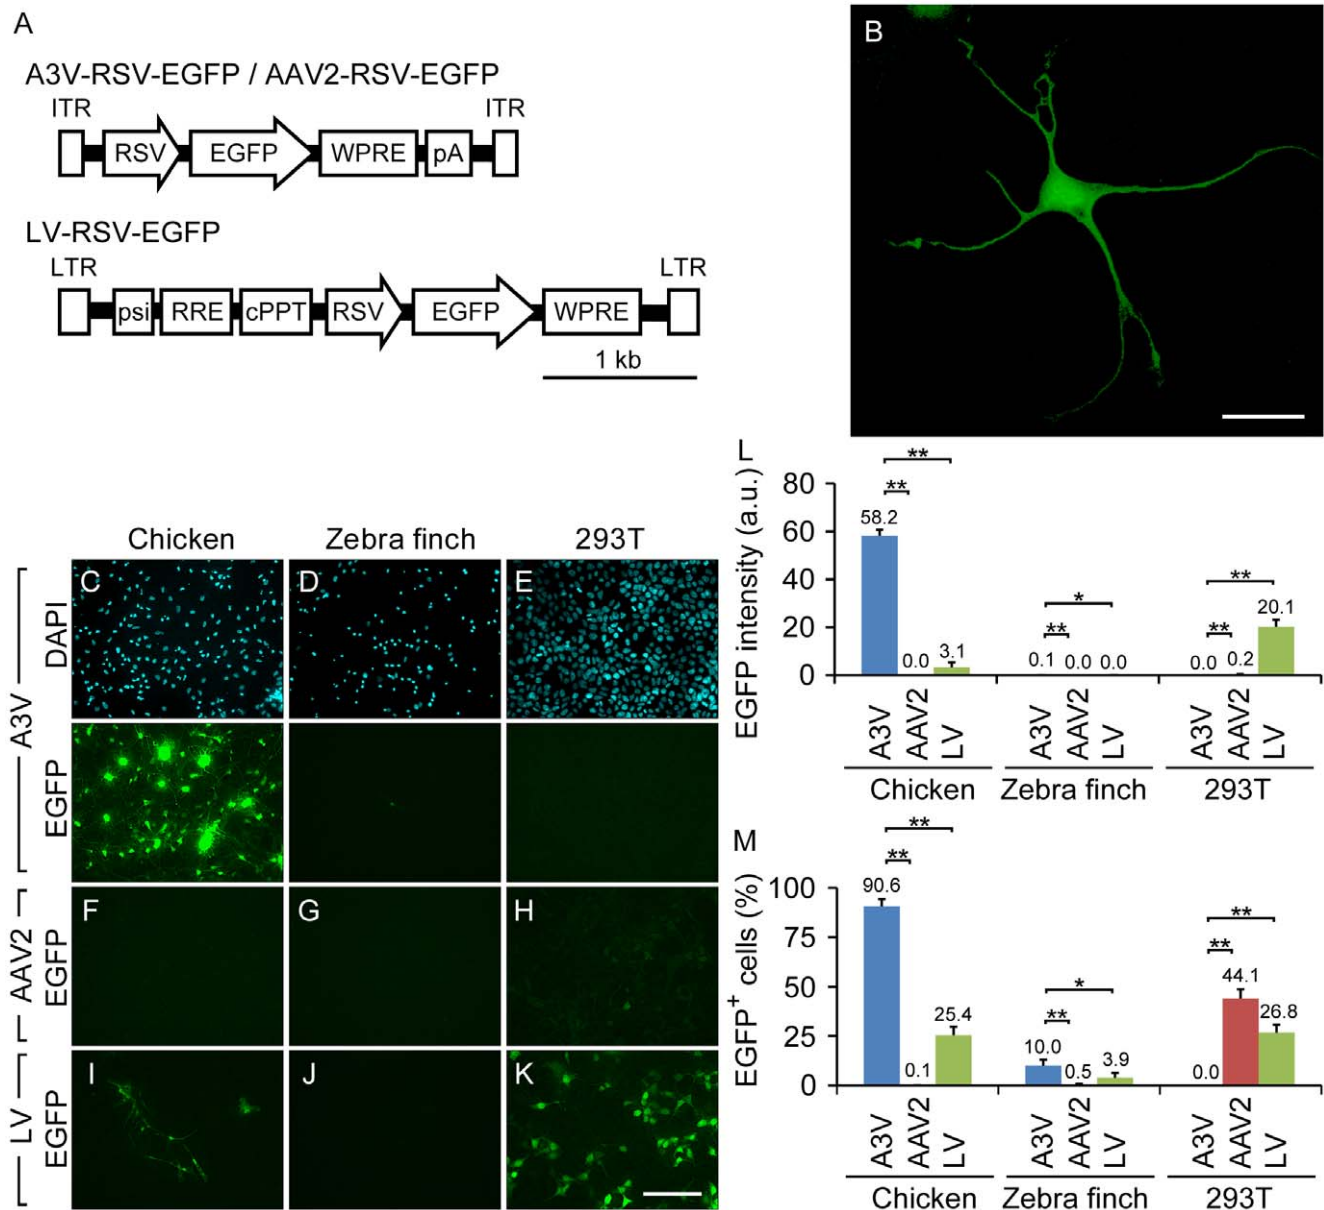 A
A3V-RSV-EGFP / AAV2-RSV-EGFP
ITR ITR
RSV EGFP WPRE pA
LV-RSV-EGFP
LTR LTR
psi RRE cPPT RSV EGFP WPRE
1 kb
B
Chicken Zebra finch 293T
A3V
DAPI
C D E
EGFP
AAV2
EGFP
F G H
LV
EGFP
I J K
L
EGFP intensity (a.u.)
80
60
40
20
0
** **
58.2 0.0 3.1
* **
0.1 0.0 0.0
** **
0.0 0.2 20.1
A3V AAV2 LV A3V AAV2 LV A3V AAV2 LV
Chicken Zebra finch 293T
M
EGFP+ cells (%)
100
75
50
25
0
** **
90.6 0.1 25.4
* **
10.0 0.5 3.9
** **
0.0 44.1 26.8
A3V AAV2 LV A3V AAV2 LV A3V AAV2 LV
Chicken Zebra finch 293T